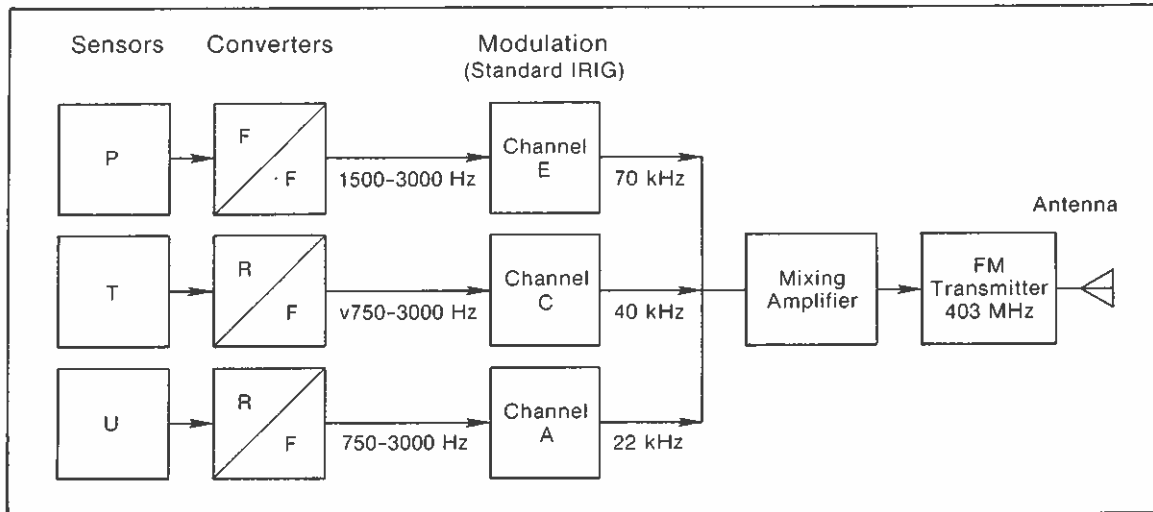 Sensors
Converters
Modulation
(Standard IRIG)
P
F
F
1500-3000 Hz
Channel
E
70 kHz
Antenna
T
R
F
v750-3000 Hz
Channel
C
40 kHz
Mixing
Amplifier
FM
Transmitter
403 MHz
U
R
F
750-3000 Hz
Channel
A
22 kHz